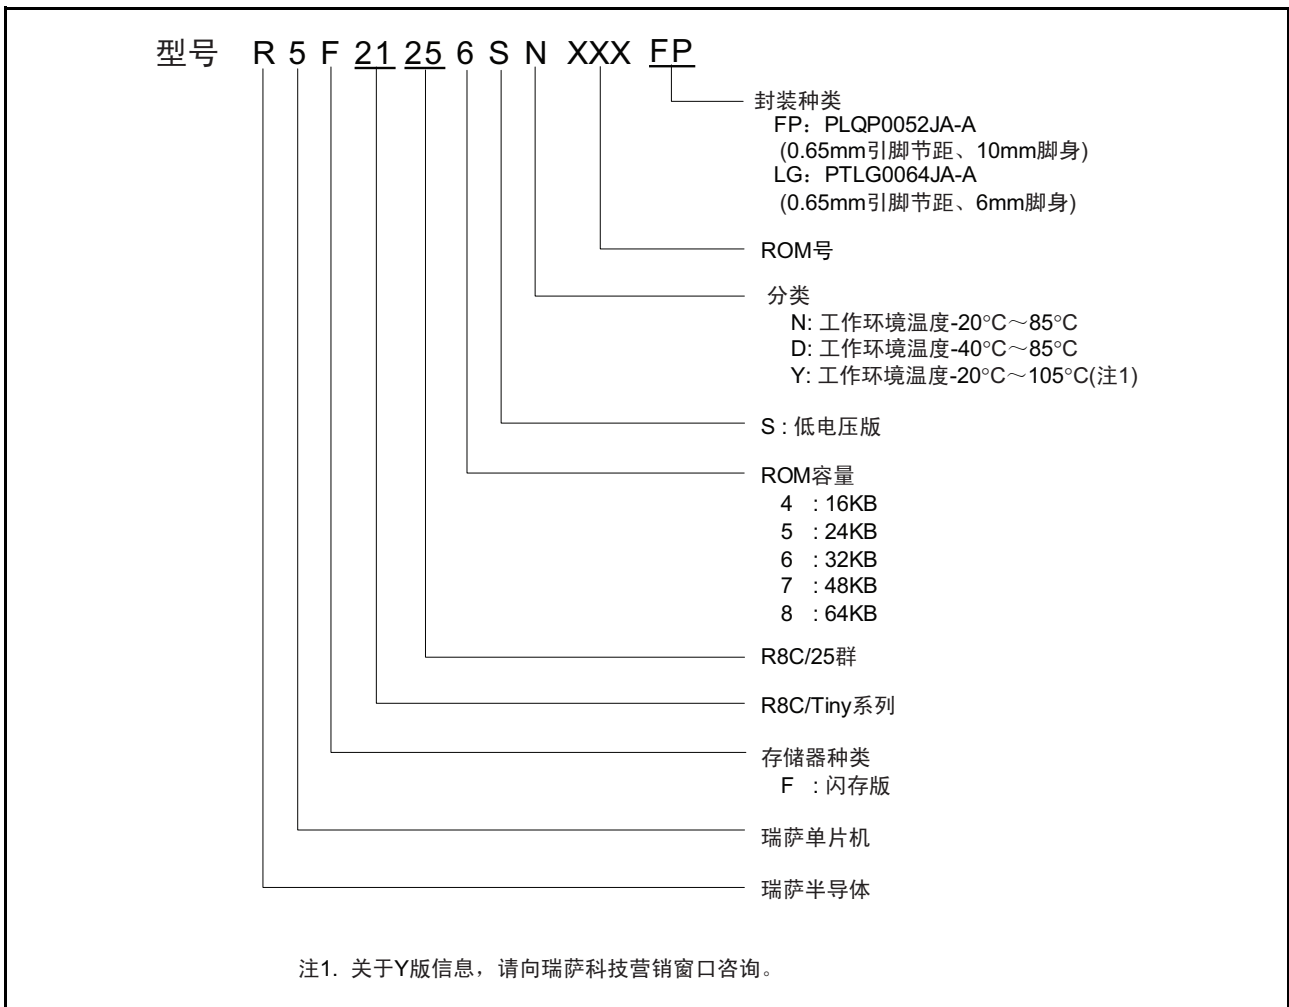 型号 R 5 F 21 25 6 S N XXX FP
封装种类
FP：PLQP0052JA-A
(0.65mm引脚节距、10mm脚身)
LG：PTLG0064JA-A
(0.65mm引脚节距、6mm脚身)
ROM号
分类
N: 工作环境温度-20°C～85°C
D: 工作环境温度-40°C～85°C
Y: 工作环境温度-20°C～105°C(注1)
S : 低电压版
ROM容量
4 : 16KB
5 : 24KB
6 : 32KB
7 : 48KB
8 : 64KB
R8C/25群
R8C/Tiny系列
存储器种类
F : 闪存版
瑞萨单片机
瑞萨半导体
注1. 关于Y版信息，请向瑞萨科技营销窗口咨询。